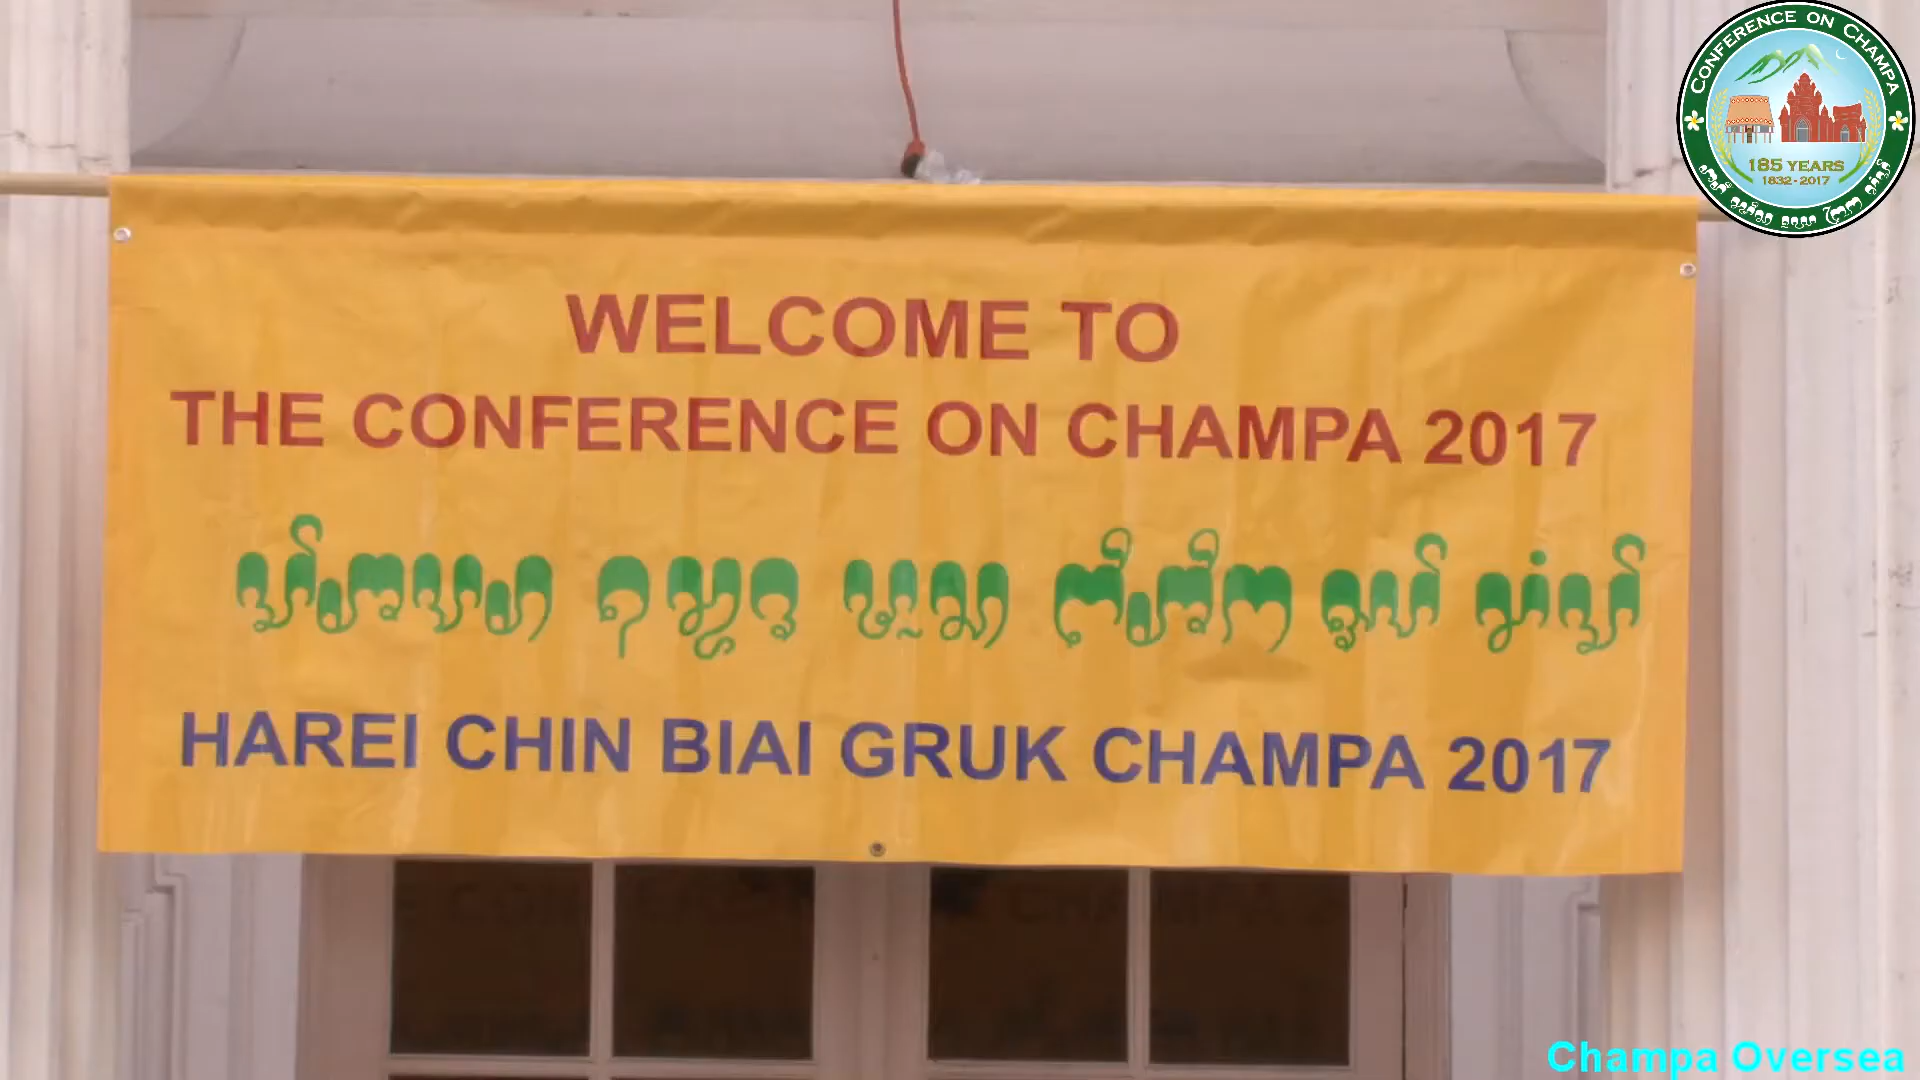 CONFERENCE ON CHAMPA
185 YEARS
1832 - 2017
WELCOME TO
THE CONFERENCE ON CHAMPA 2017
HAREI CHIN BIAI GRUK CHAMPA 2017
Champa Oversea